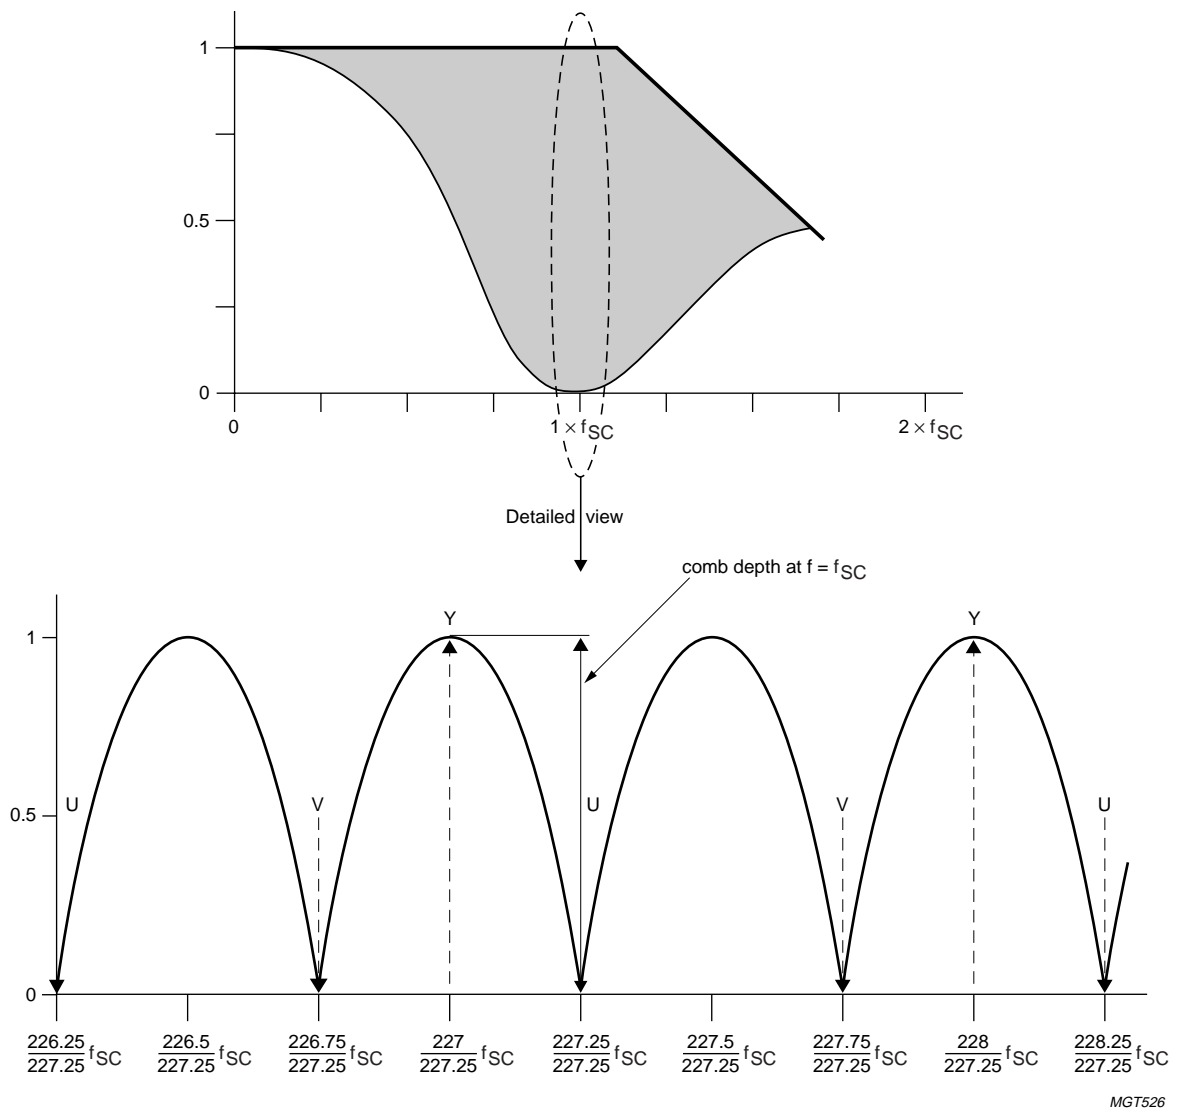 1
0.5
0
0
1 × fSC
2 × fSC
Detailed view
comb depth at f = fSC
Y
Y
1
U
V
U
V
U
0.5
0
226.25
227.25 fSC
226.5
227.25 fSC
226.75
227.25 fSC
227
227.25 fSC
227.25
227.25 fSC
227.5
227.25 fSC
227.75
227.25 fSC
228
227.25 fSC
228.25
227.25 fSC
MGT526